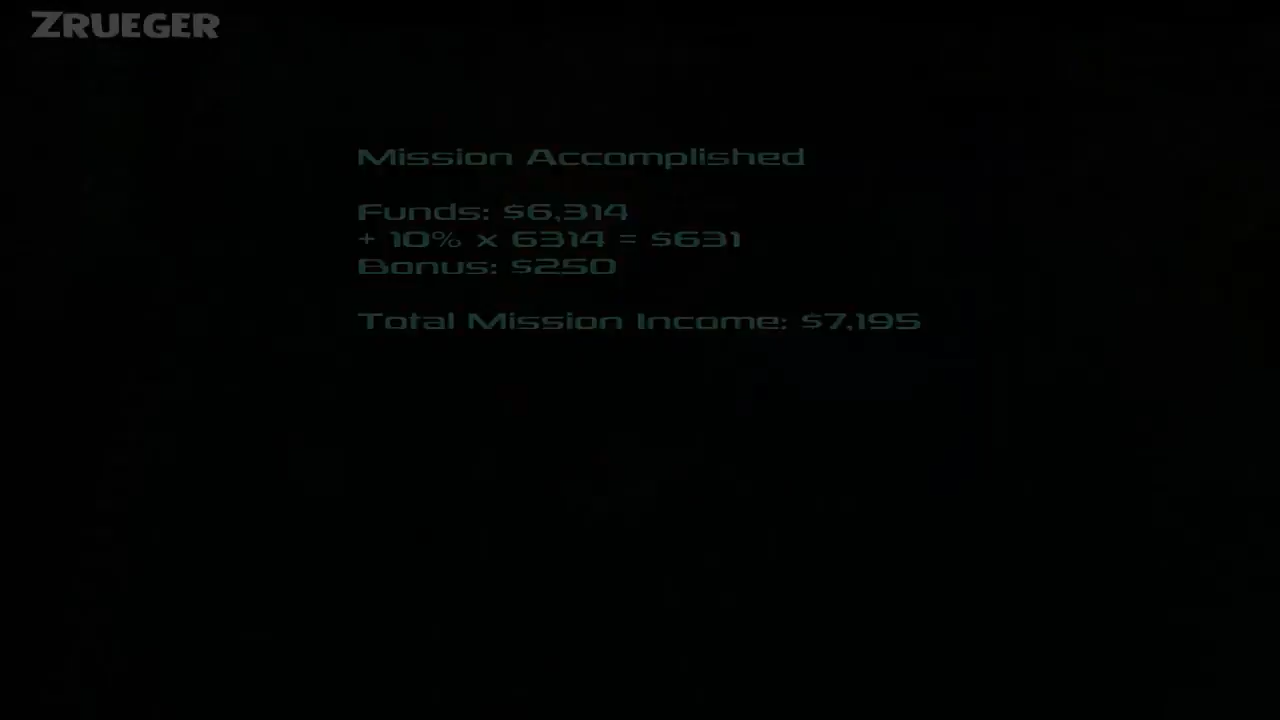 ZRUEGER
Mission Accomplished
Funds: $6,314
+ 10% x 6314 = $631
Bonus: $250
Total Mission Income: $7,195